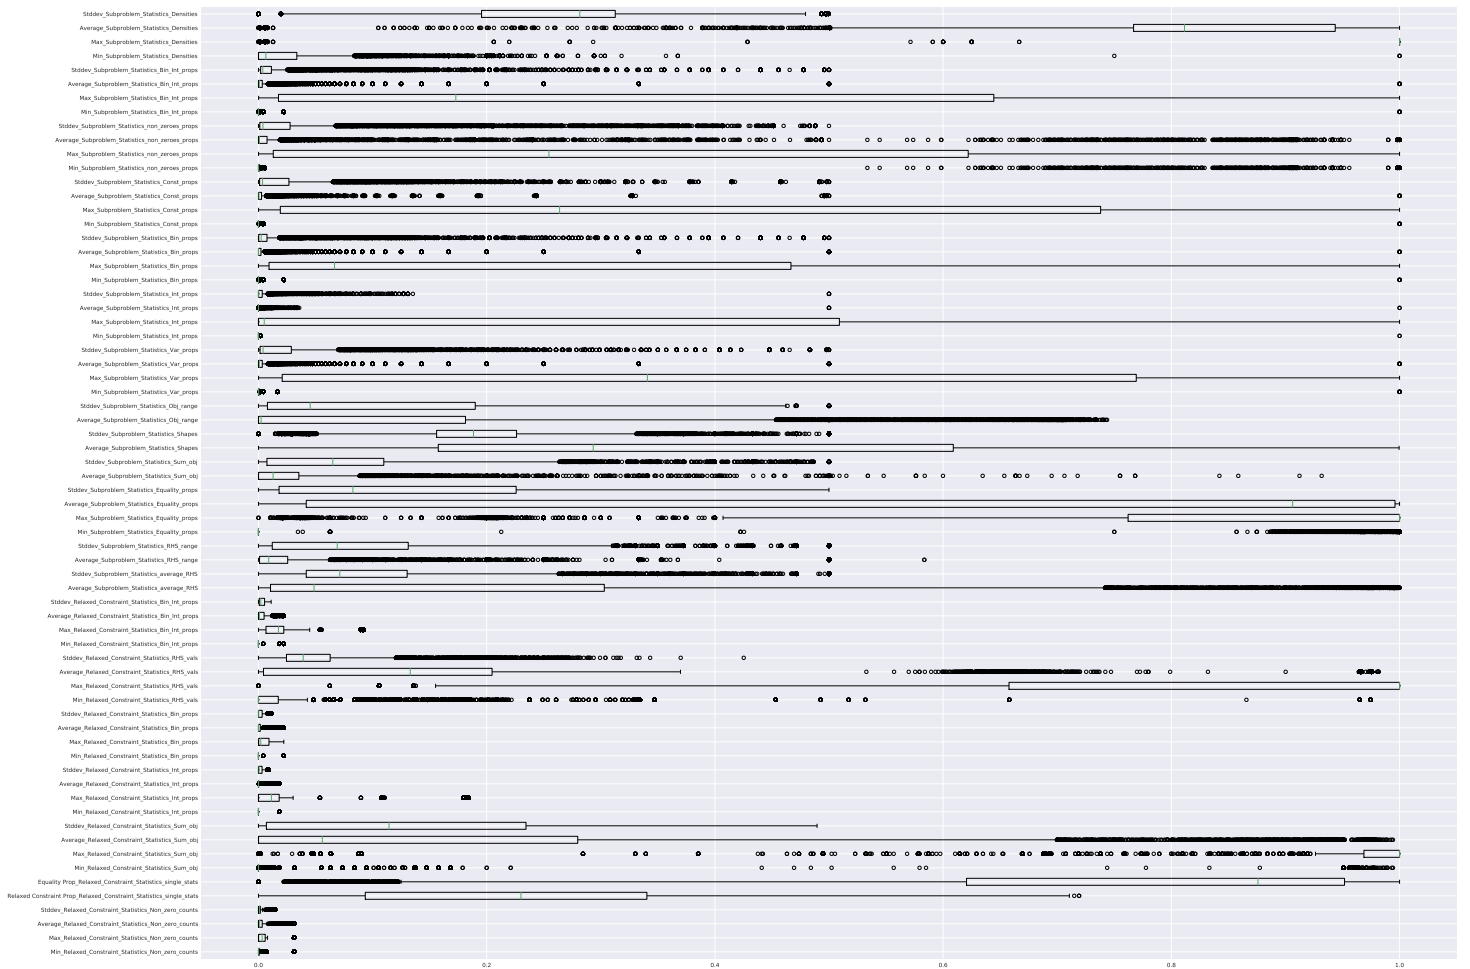 Stddev_Subproblem_Statistics_Densities
Average_Subproblem_Statistics_Densities
Max_Subproblem_Statistics_Densities
Min_Subproblem_Statistics_Densities
Stddev_Subproblem_Statistics_Bin_Int_props
Average_Subproblem_Statistics_Bin_Int_props
Max_Subproblem_Statistics_Bin_Int_props
Min_Subproblem_Statistics_Bin_Int_props
Stddev_Subproblem_Statistics_non_zeroes_props
Average_Subproblem_Statistics_non_zeroes_props
Max_Subproblem_Statistics_non_zeroes_props
Min_Subproblem_Statistics_non_zeroes_props
Stddev_Subproblem_Statistics_Const_props
Average_Subproblem_Statistics_Const_props
Max_Subproblem_Statistics_Const_props
Min_Subproblem_Statistics_Const_props
Stddev_Subproblem_Statistics_Bin_props
Average_Subproblem_Statistics_Bin_props
Max_Subproblem_Statistics_Bin_props
Min_Subproblem_Statistics_Bin_props
Stddev_Subproblem_Statistics_Int_props
Average_Subproblem_Statistics_Int_props
Max_Subproblem_Statistics_Int_props
Min_Subproblem_Statistics_Int_props
Stddev_Subproblem_Statistics_Var_props
Average_Subproblem_Statistics_Var_props
Max_Subproblem_Statistics_Var_props
Min_Subproblem_Statistics_Var_props
Stddev_Subproblem_Statistics_Obj_range
Average_Subproblem_Statistics_Obj_range
Stddev_Subproblem_Statistics_Shapes
Average_Subproblem_Statistics_Shapes
Stddev_Subproblem_Statistics_Sum_obj
Average_Subproblem_Statistics_Sum_obj
Stddev_Subproblem_Statistics_Equality_props
Average_Subproblem_Statistics_Equality_props
Max_Subproblem_Statistics_Equality_props
Min_Subproblem_Statistics_Equality_props
Stddev_Subproblem_Statistics_RHS_range
Average_Subproblem_Statistics_RHS_range
Stddev_Subproblem_Statistics_average_RHS
Average_Subproblem_Statistics_average_RHS
Stddev_Relaxed_Constraint_Statistics_Bin_Int_props
Average_Relaxed_Constraint_Statistics_Bin_Int_props
Max_Relaxed_Constraint_Statistics_Bin_Int_props
Min_Relaxed_Constraint_Statistics_Bin_Int_props
Stddev_Relaxed_Constraint_Statistics_RHS_vals
Average_Relaxed_Constraint_Statistics_RHS_vals
Max_Relaxed_Constraint_Statistics_RHS_vals
Min_Relaxed_Constraint_Statistics_RHS_vals
Stddev_Relaxed_Constraint_Statistics_Bin_props
Average_Relaxed_Constraint_Statistics_Bin_props
Max_Relaxed_Constraint_Statistics_Bin_props
Min_Relaxed_Constraint_Statistics_Bin_props
Stddev_Relaxed_Constraint_Statistics_Int_props
Average_Relaxed_Constraint_Statistics_Int_props
Max_Relaxed_Constraint_Statistics_Int_props
Min_Relaxed_Constraint_Statistics_Int_props
Stddev_Relaxed_Constraint_Statistics_Sum_obj
Average_Relaxed_Constraint_Statistics_Sum_obj
Max_Relaxed_Constraint_Statistics_Sum_obj
Min_Relaxed_Constraint_Statistics_Sum_obj
Equality Prop_Relaxed_Constraint_Statistics_single_stats
Relaxed Constraint Prop_Relaxed_Constraint_Statistics_single_stats
Stddev_Relaxed_Constraint_Statistics_Non_zero_counts
Average_Relaxed_Constraint_Statistics_Non_zero_counts
Max_Relaxed_Constraint_Statistics_Non_zero_counts
Min_Relaxed_Constraint_Statistics_Non_zero_counts
0.0 0.2 0.4 0.6 0.8 1.0